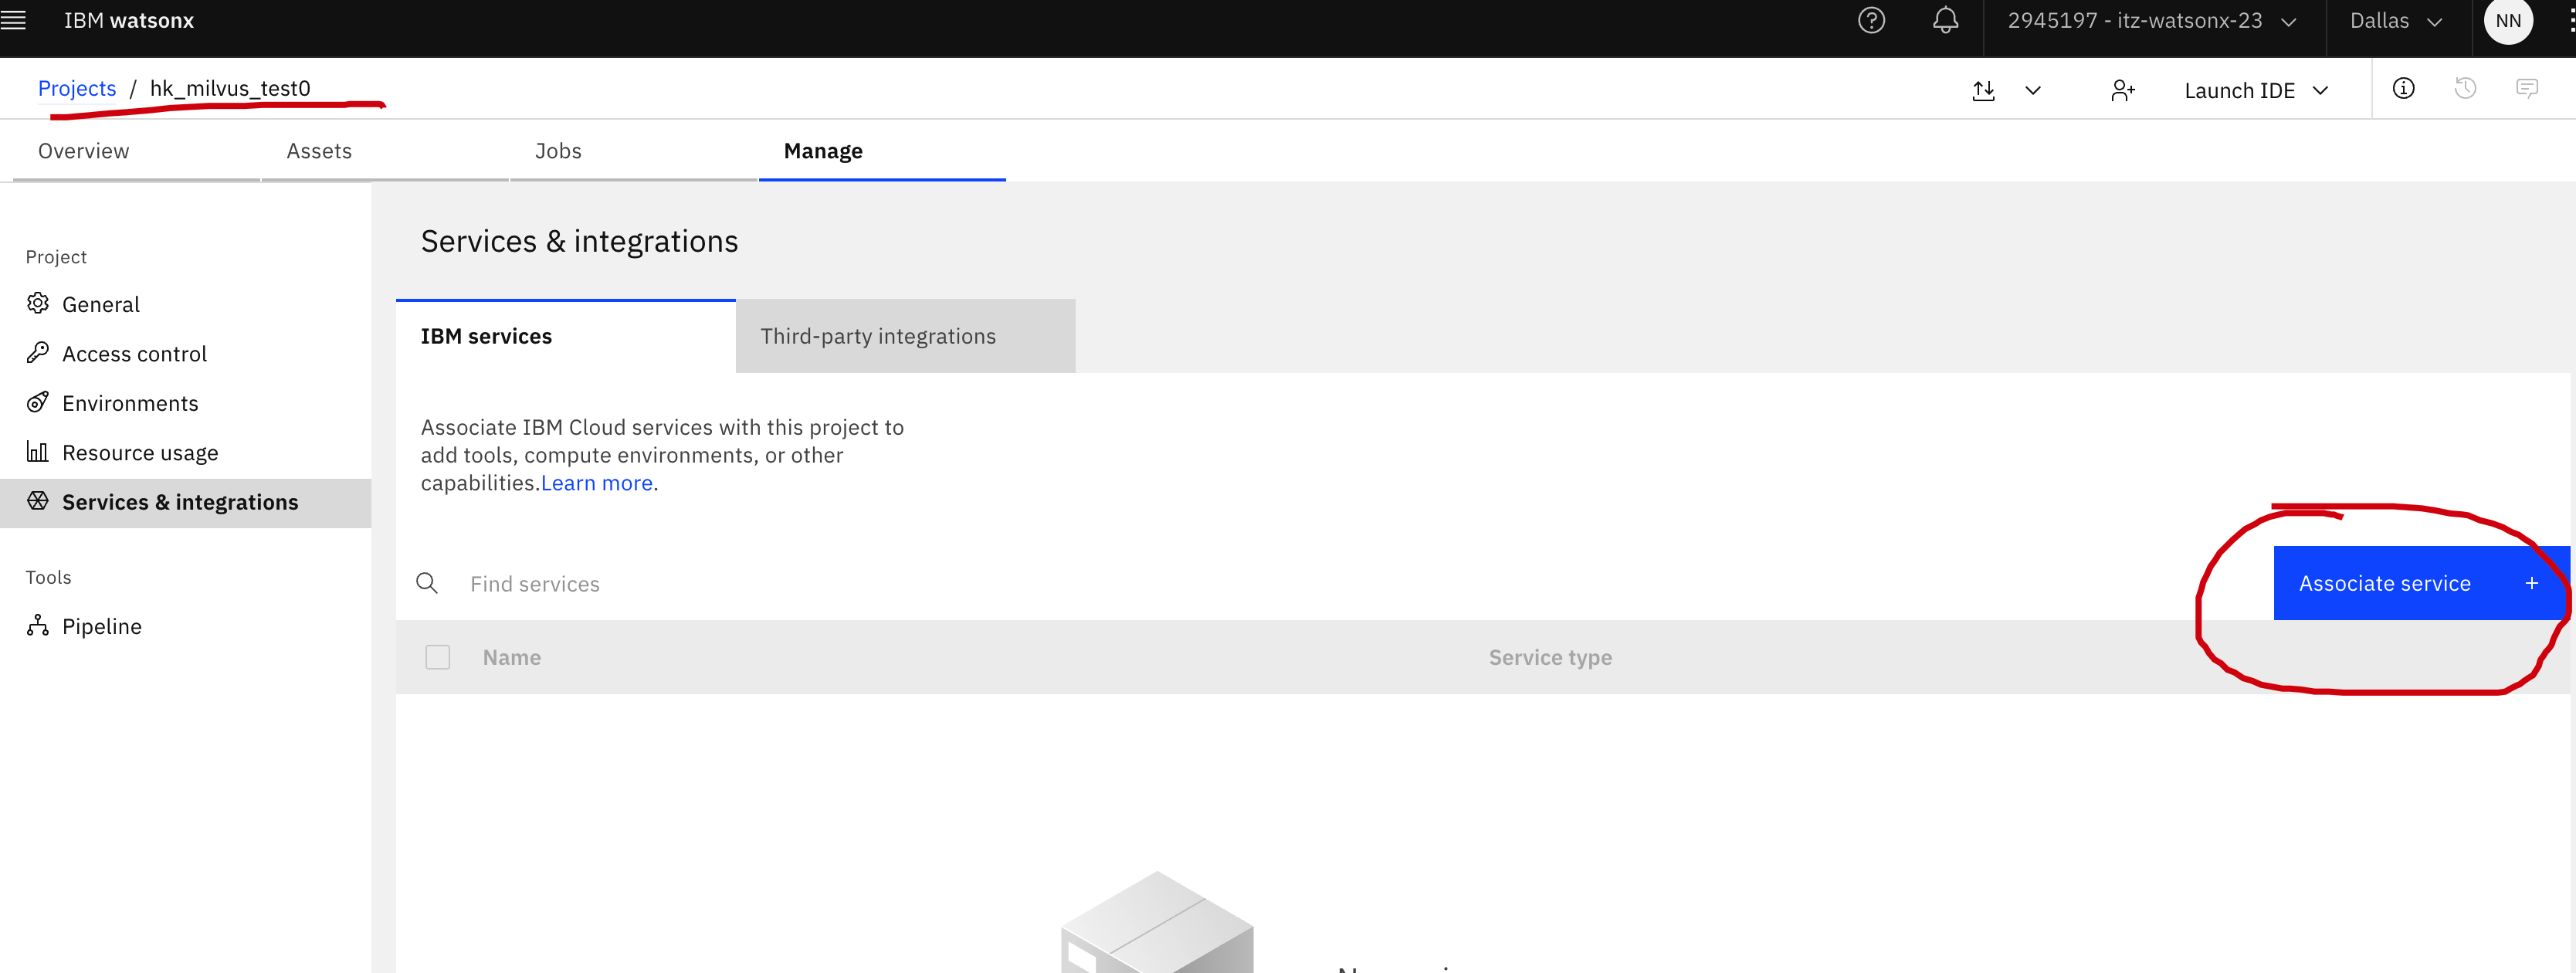 IBM watsonx
2945197 - itz-watsonx-23
Dallas
NN
Projects / hk_milvus_test0
Launch IDE
Overview
Assets
Jobs
Manage
Project
General
Access control
Environments
Resource usage
Services & integrations
Tools
Pipeline
Services & integrations
IBM services
Third-party integrations
Associate IBM Cloud services with this project to
add tools, compute environments, or other
capabilities.Learn more.
Find services
Associate service +
Name
Service type